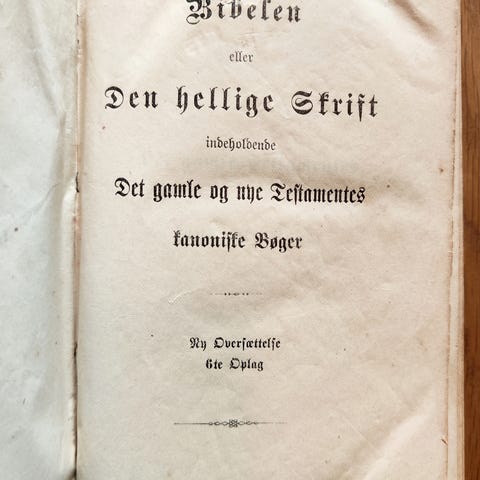 Bibelen
eller
Den hellige Skrift
indeholdende
Det gamle og nye Testamentes
kanoniske Bøger
Ny Oversættelse
6te Oplag